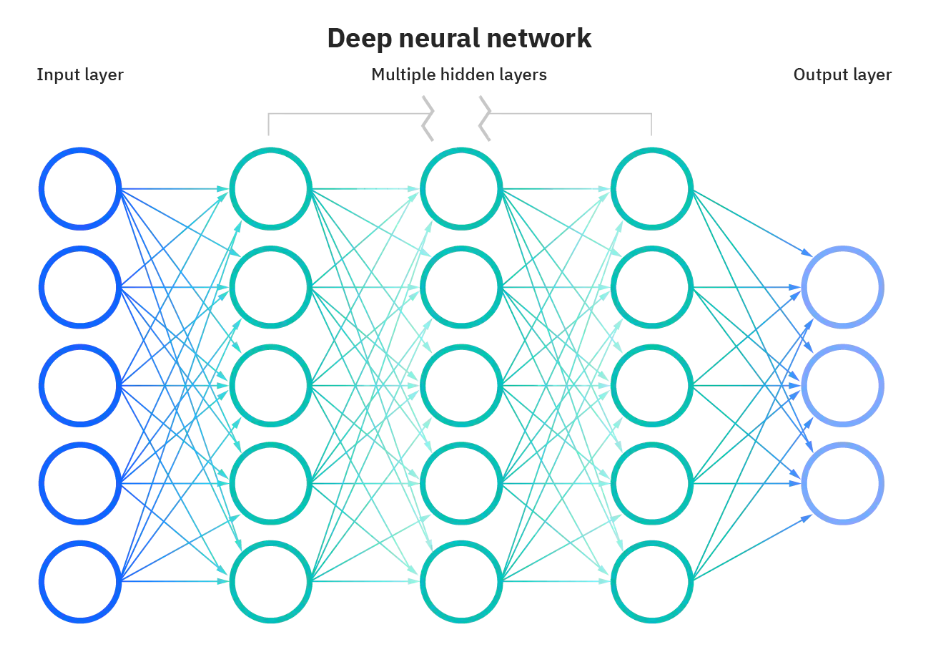 Deep neural network
Input layer
Multiple hidden layers
Output layer